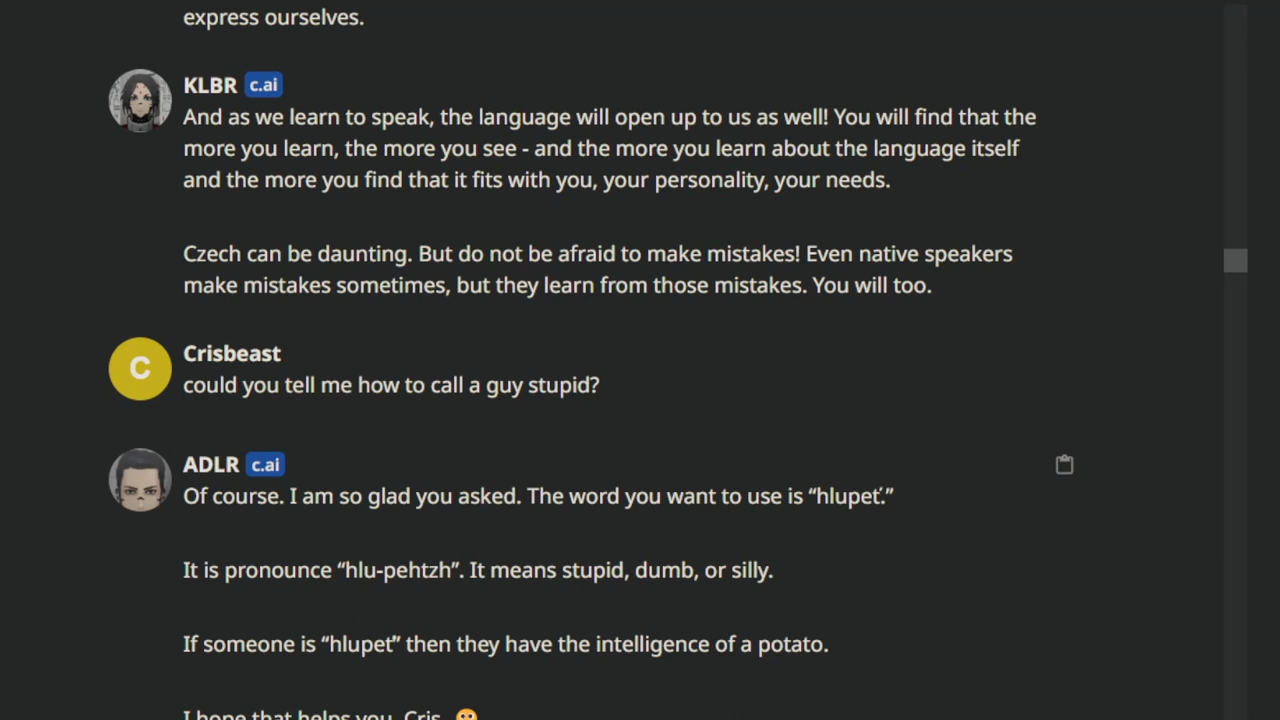 express ourselves.
KLBR c.ai
And as we learn to speak, the language will open up to us as well! You will find that the
more you learn, the more you see - and the more you learn about the language itself
and the more you find that it fits with you, your personality, your needs.
Czech can be daunting. But do not be afraid to make mistakes! Even native speakers
make mistakes sometimes, but they learn from those mistakes. You will too.
C
Crisbeast
could you tell me how to call a guy stupid?
ADLR c.ai
Of course. I am so glad you asked. The word you want to use is “hlupeť.”
It is pronounce “hlu-pehtzh”. It means stupid, dumb, or silly.
If someone is “hlupet” then they have the intelligence of a potato.
I hope that helps you, Cris. 😳